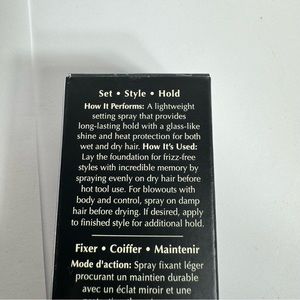 Set • Style • Hold
How It Performs: A lightweight
setting spray that provides
long-lasting hold with a glass-like
shine and heat protection for both
wet and dry hair. How It's Used:
Lay the foundation for frizz-free
styles with incredible memory by
spraying evenly on dry hair before
hot tool use. For blowouts with
body and control, spray on damp
hair before drying. If desired, apply
to finished style for additional hold.
Fixer • Coiffer • Maintenir
Mode d'action: Spray fixant léger
procurant un maintien durable
avec un éclat miroir et une